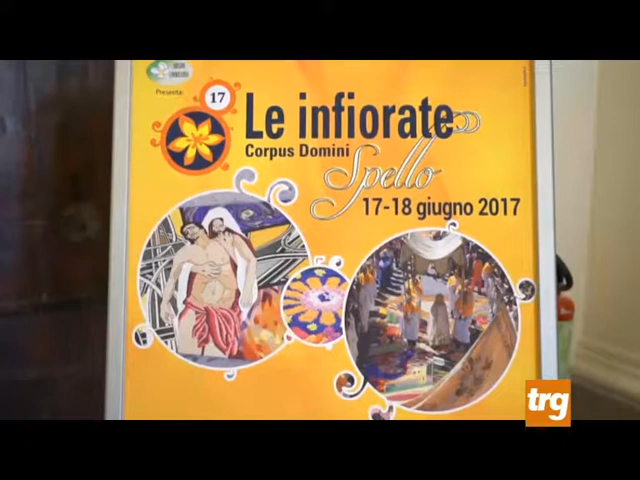 Presenta:
17
Le infiorate
Corpus Domini
Spello
17-18 giugno 2017
trg